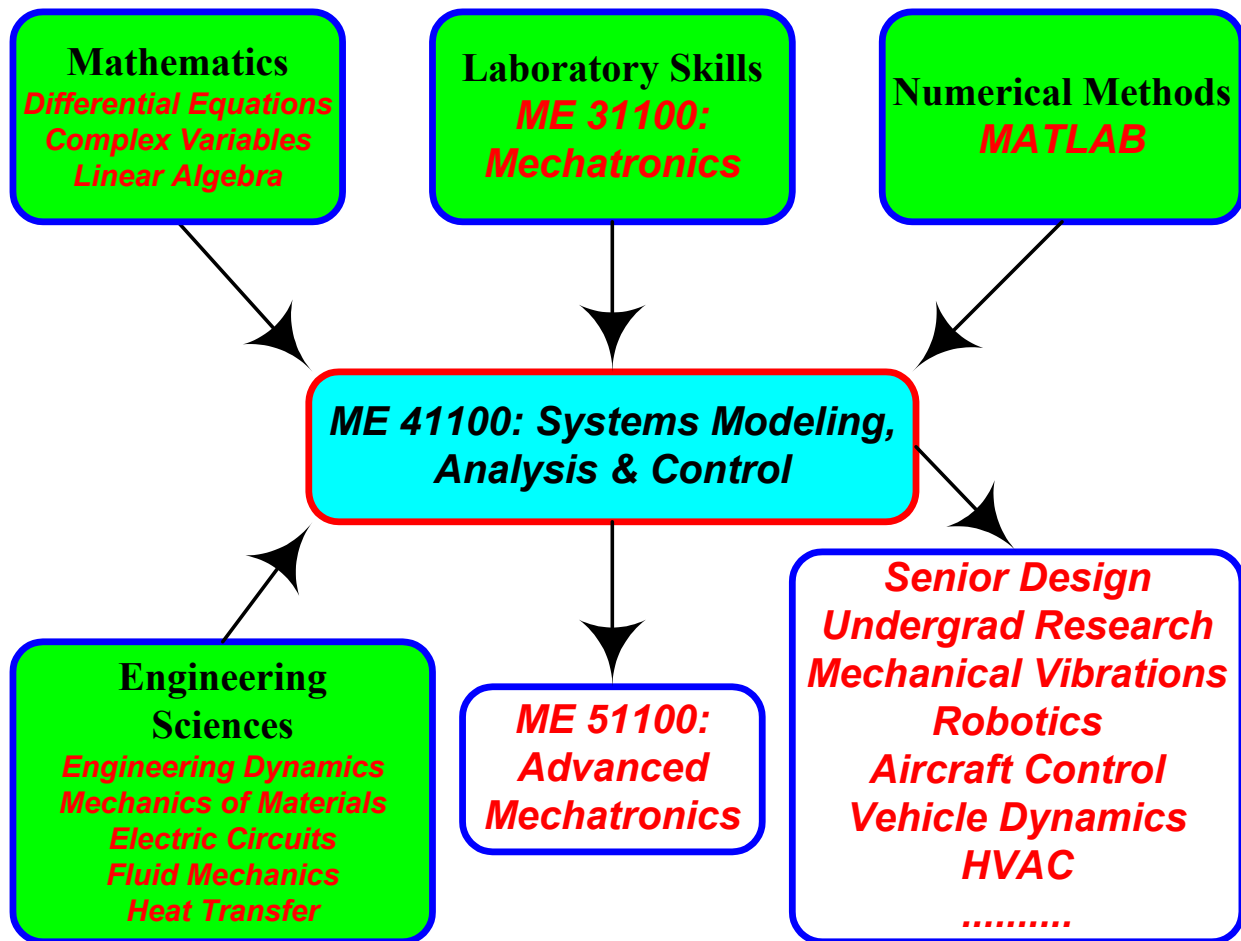 Mathematics
Differential Equations
Complex Variables
Linear Algebra
Laboratory Skills
ME 31100:
Mechatronics
Numerical Methods
MATLAB
ME 41100: Systems Modeling,
Analysis & Control
Engineering
Sciences
Engineering Dynamics
Mechanics of Materials
Electric Circuits
Fluid Mechanics
Heat Transfer
ME 51100:
Advanced
Mechatronics
Senior Design
Undergrad Research
Mechanical Vibrations
Robotics
Aircraft Control
Vehicle Dynamics
HVAC
..........